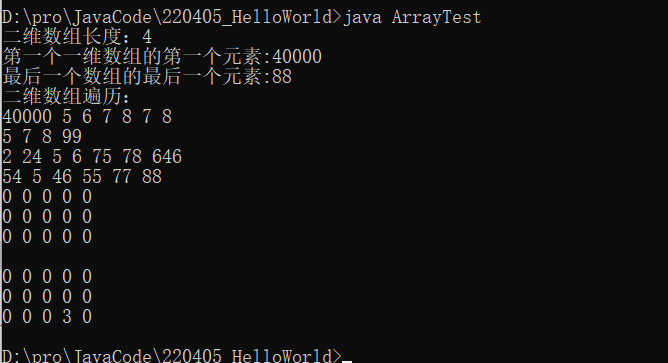 D:\pro\JavaCode\220405_HelloWorld>java ArrayTest
二维数组长度：4
第一个一维数组的第一个元素:40000
最后一个数组的最后一个元素:88
二维数组遍历：
40000 5 6 7 8 7 8
5 7 8 99
2 24 5 6 75 78 646
54 5 46 55 77 88
0 0 0 0 0
0 0 0 0 0
0 0 0 0 0
0 0 0 0 0
0 0 0 0 0
0 0 0 3 0
D:\pro\JavaCode\220405_HelloWorld>